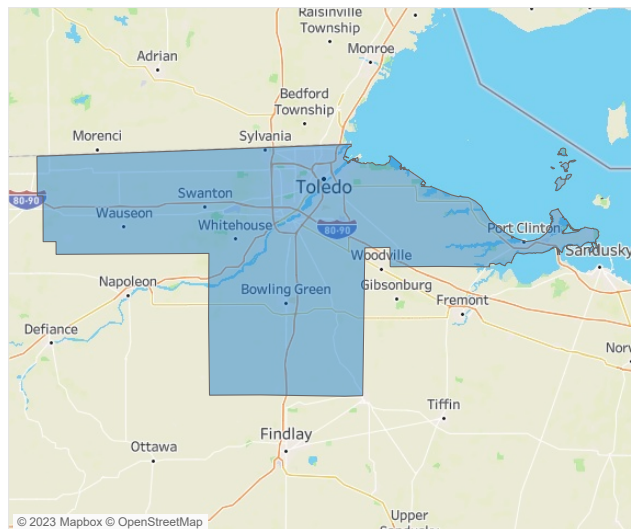 Raisinville
Township
Monroe
Adrian
Bedford
Township
Morenci
Sylvania
80-90
Swanton
Toledo
Wauseon
Whitehouse
80-90
Port Clinton
Woodville
Sandusky
Napoleon
Bowling Green
Gibsonburg
Fremont
Defiance
Norw
Tiffin
Findlay
Ottawa
Upper
© 2023 Mapbox © OpenStreetMap